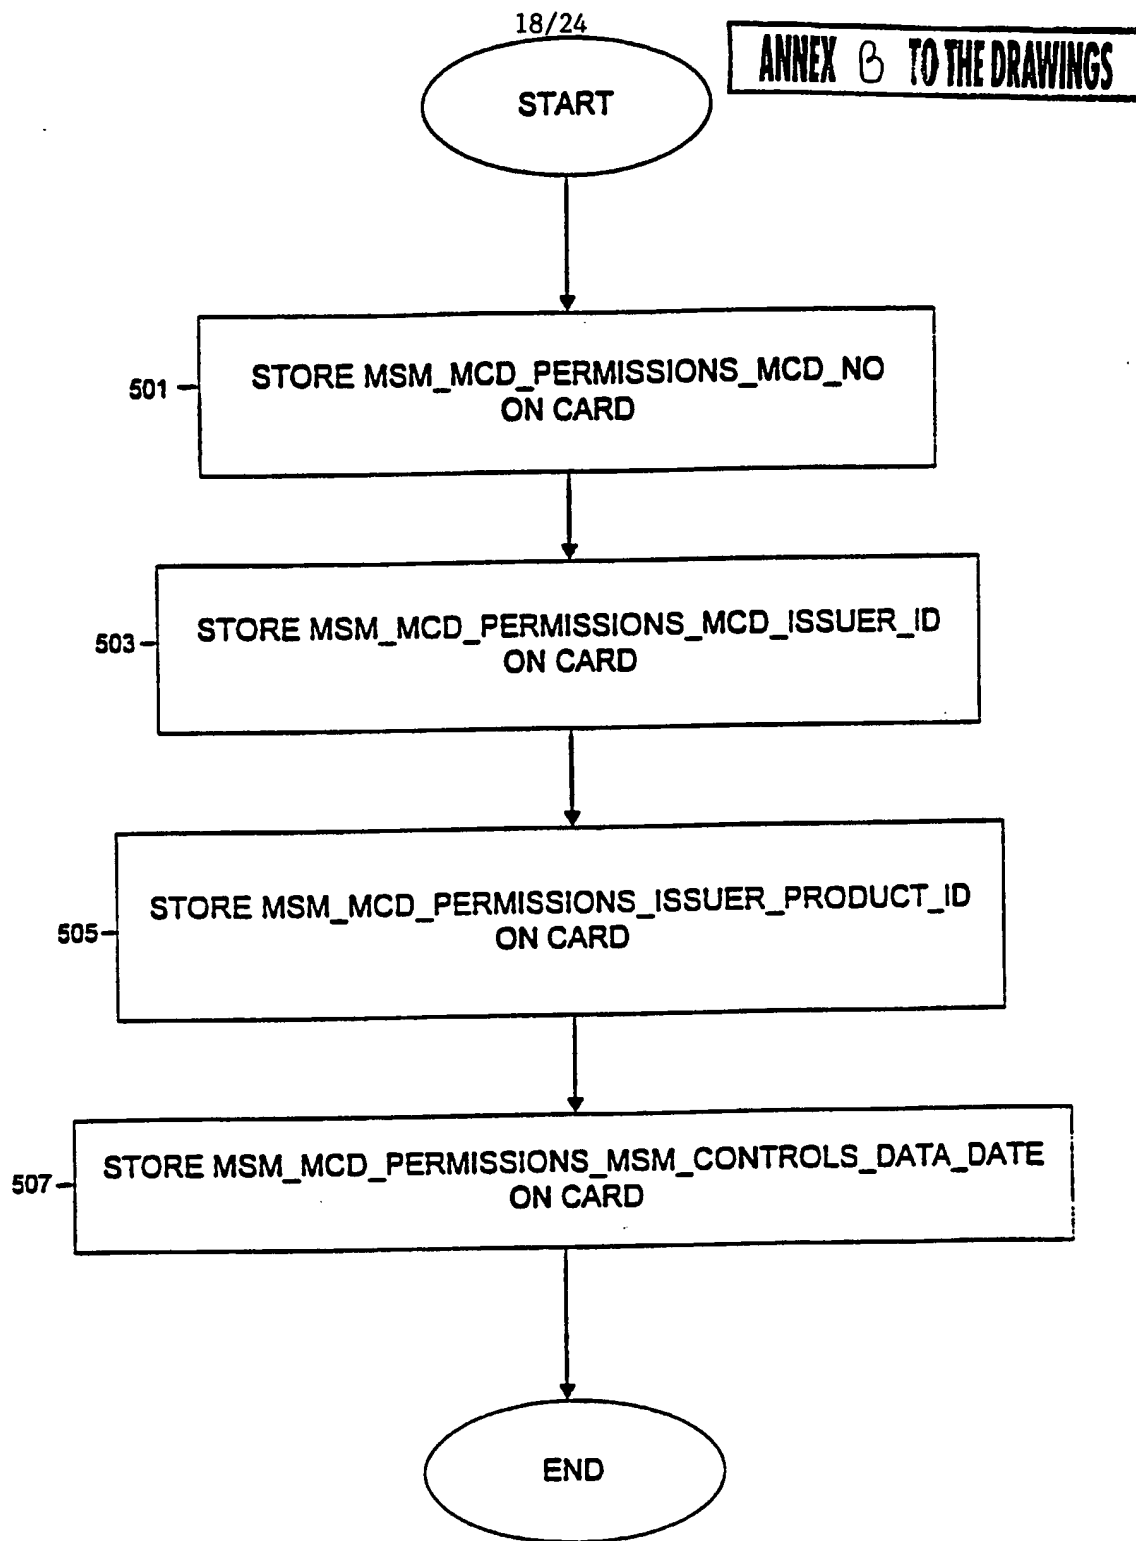 18/24
ANNEX B TO THE DRAWINGS
START
501
STORE MSM_MCD_PERMISSIONS_MCD_NO
ON CARD
503
STORE MSM_MCD_PERMISSIONS_MCD_ISSUER_ID
ON CARD
505
STORE MSM_MCD_PERMISSIONS_ISSUER_PRODUCT_ID
ON CARD
507
STORE MSM_MCD_PERMISSIONS_MSM_CONTROLS_DATA_DATE
ON CARD
END